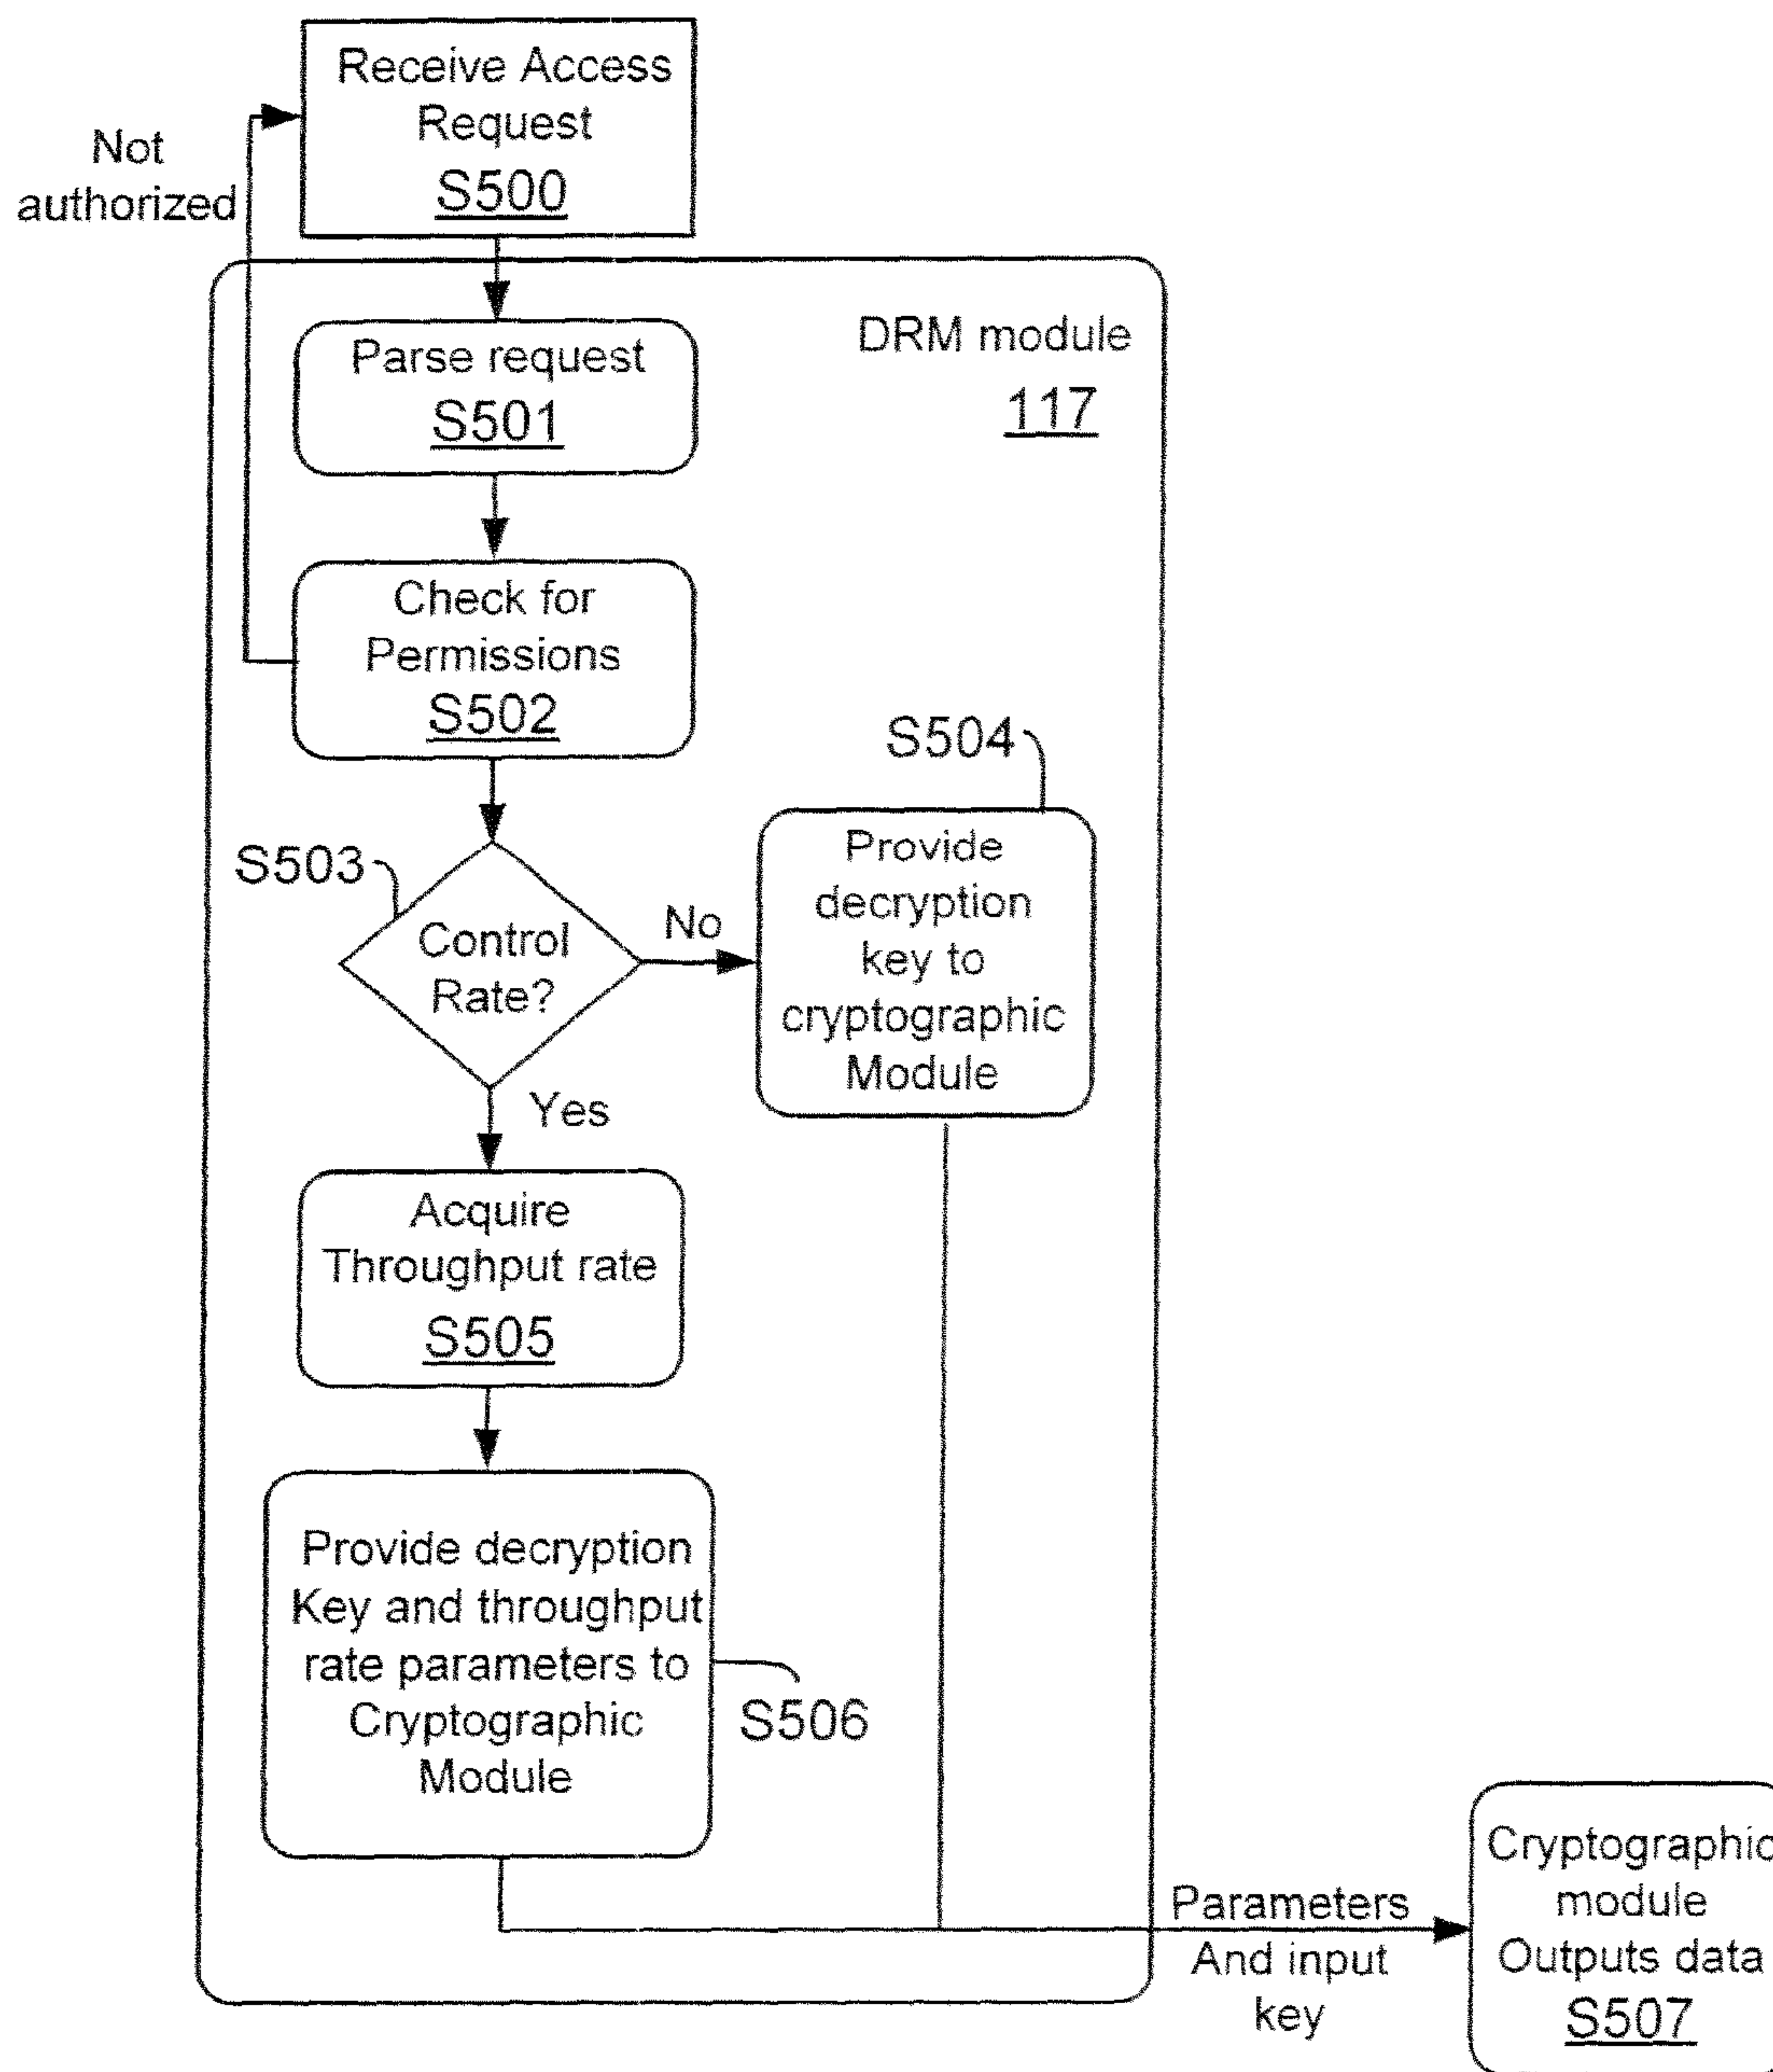 Receive Access
Request
S500
Not
authorized
Parse request
S501
DRM module
117
Check for
Permissions
S502
S503
Control
Rate?
No
Yes
S504
Provide
decryption
key to
cryptographic
Module
Acquire
Throughput rate
S505
Provide decryption
Key and throughput
rate parameters to
Cryptographic
Module
S506
Parameters
And input
key
Cryptographic
module
Outputs data
S507